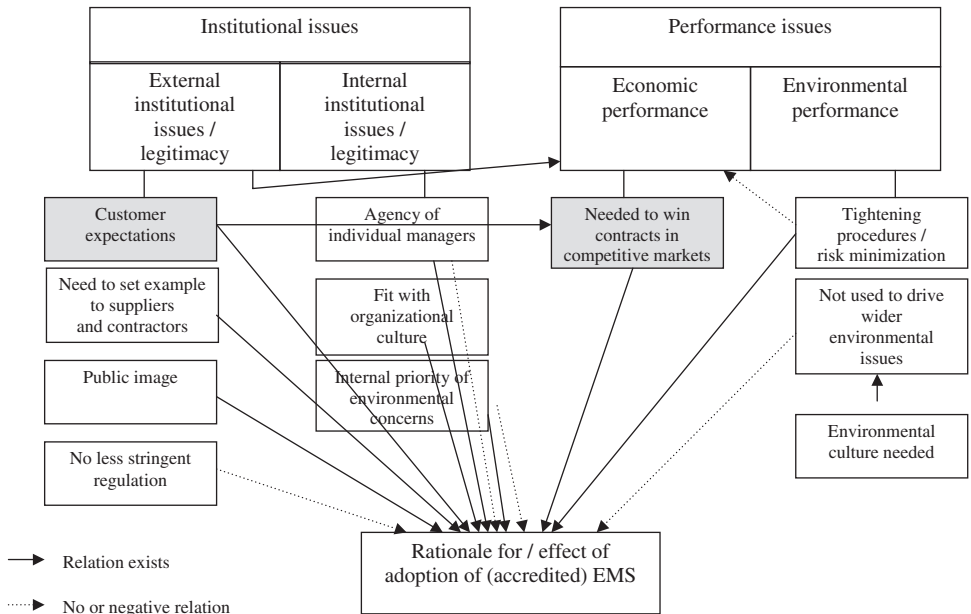 Institutional issues
Performance issues
External
institutional
issues /
legitimacy
Internal
institutional
issues /
legitimacy
Economic
performance
Environmental
performance
Customer
expectations
Agency of
individual managers
Needed to win
contracts in
competitive markets
Tightening
procedures /
risk minimization
Need to set example
to suppliers
and contractors
Fit with
organizational
culture
Not used to drive
wider
environmental
issues
Public image
Internal priority of
environmental
concerns
No less stringent
regulation
Environmental
culture needed
Rationale for / effect of
adoption of (accredited) EMS
Relation exists
No or negative relation